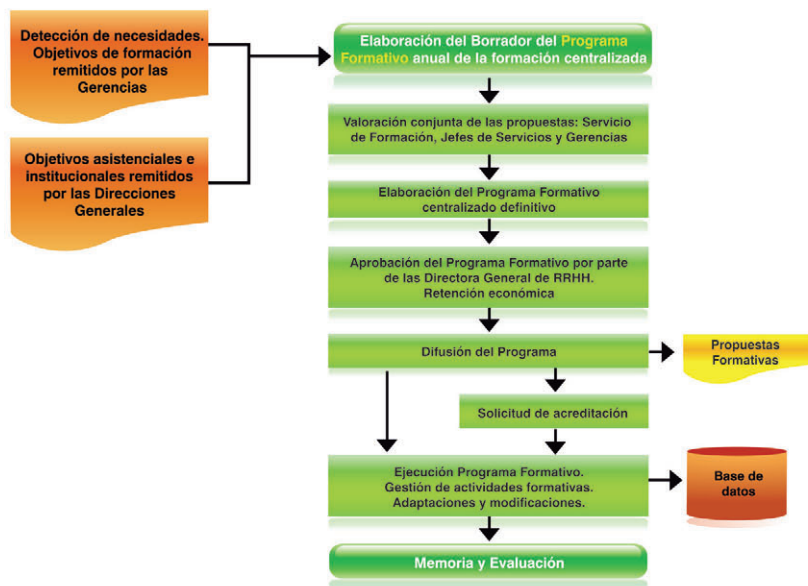 Detección de necesidades.
Objetivos de formación
remitidos por las
Gerencias
Objetivos asistenciales e
institucionales remitidos
por las Direcciones
Generales
Elaboración del Borrador del Programa
Formativo anual de la formación centralizada
Valoración conjunta de las propuestas: Servicio
de Formación, Jefes de Servicios y Gerencias
Elaboración del Programa Formativo
centralizado definitivo
Aprobación del Programa Formativo por parte
de las Directora General de RRHH.
Retención económica
Difusión del Programa
Propuestas
Formativas
Solicitud de acreditación
Ejecución Programa Formativo.
Gestión de actividades formativas.
Adaptaciones y modificaciones.
Base de
datos
Memoria y Evaluación